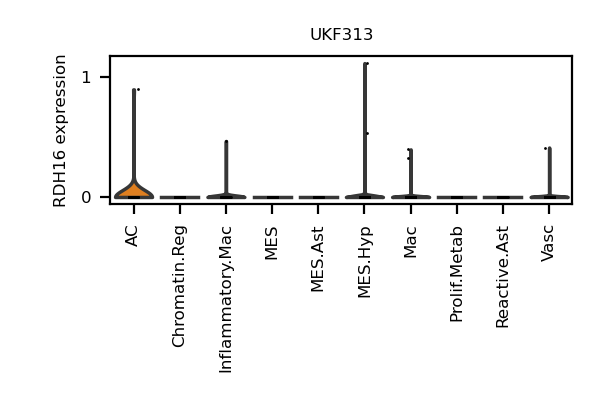 UKF313
RDH16 expression
1
0
AC
Chromatin.Reg
Inflammatory.Mac
MES
MES.Ast
MES.Hyp
Mac
Prolif.Metab
Reactive.Ast
Vasc